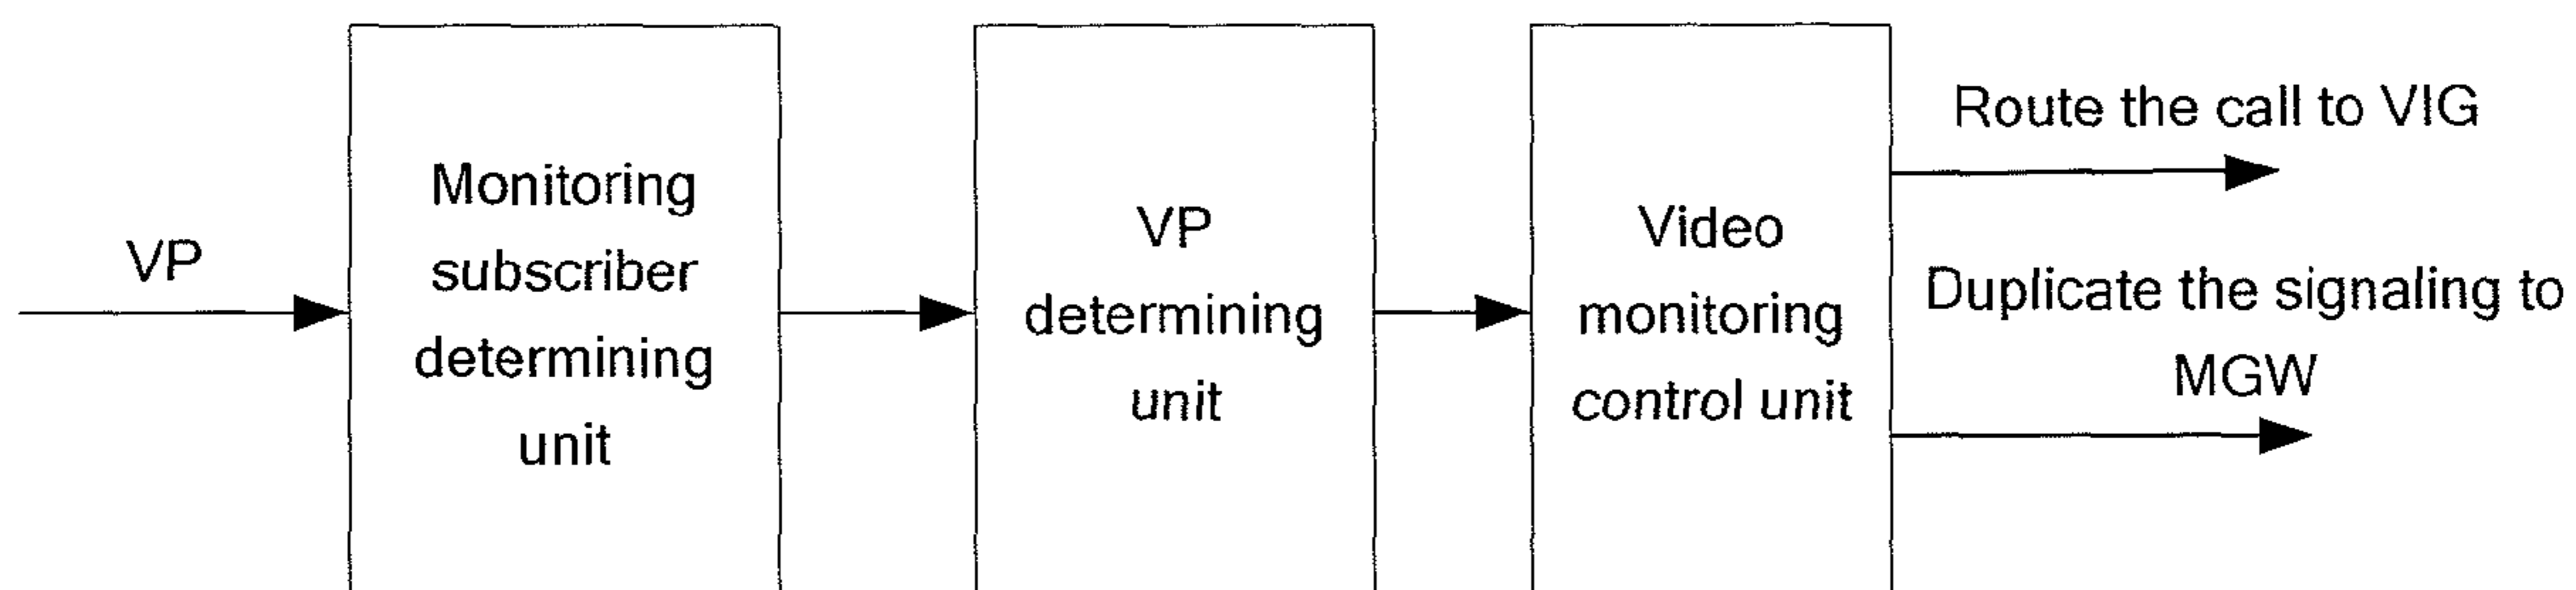 VP
Monitoring
subscriber
determining
unit
VP
determining
unit
Video
monitoring
control unit
Route the call to VIG
Duplicate the signaling to
MGW